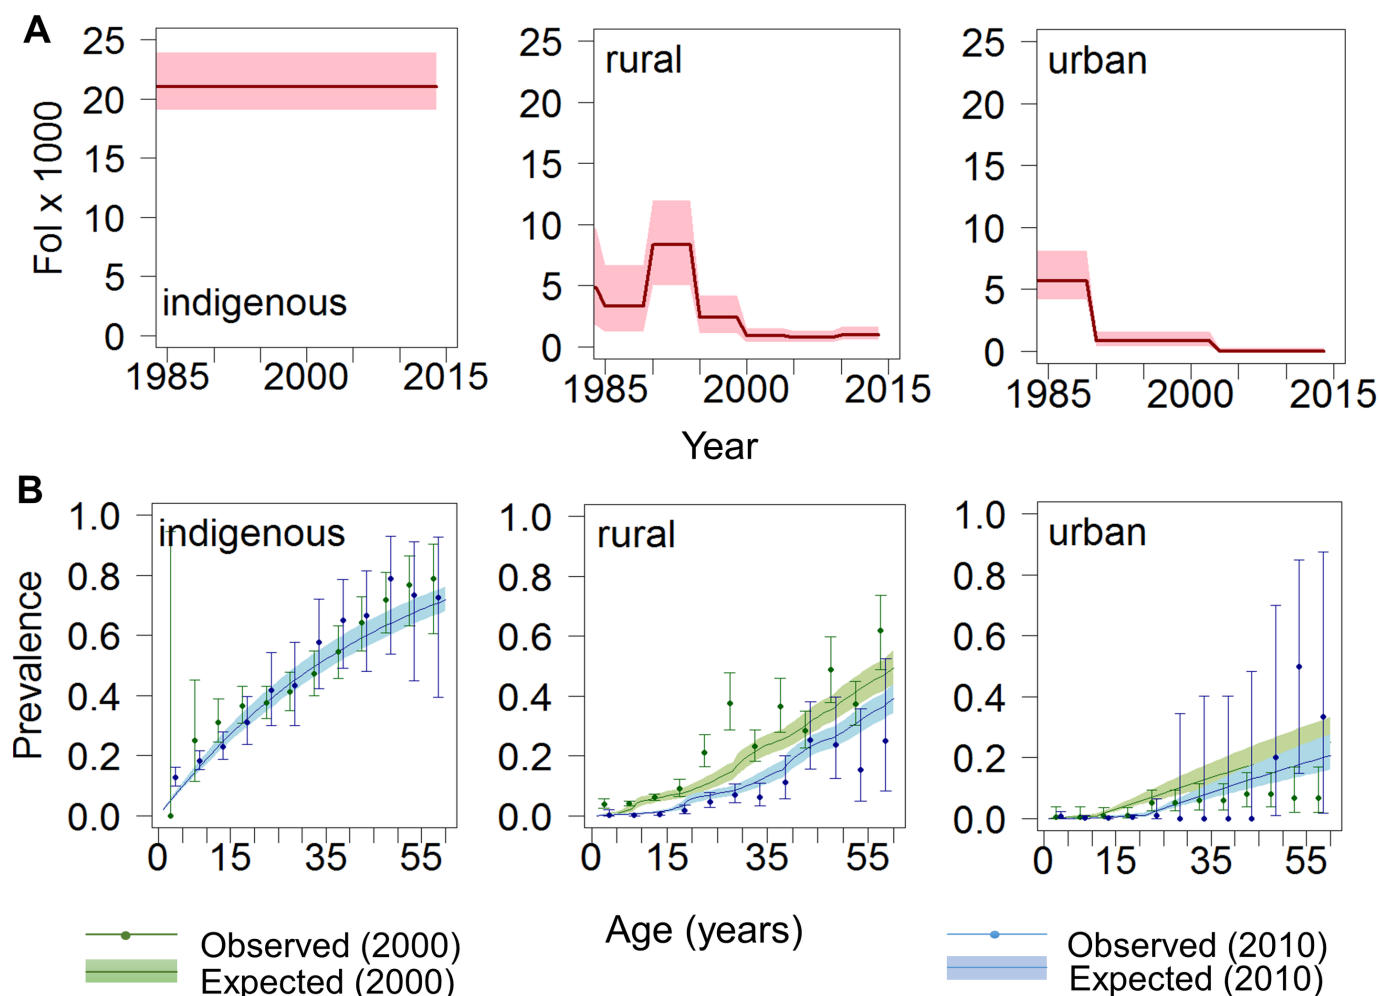 A
25
20
15
10
5
0
FoI x 1000
indigenous
1985 2000 2015
25
20
15
10
5
0
rural
1985 2000 2015
25
20
15
10
5
0
urban
1985 2000 2015
Year
B
1.0
0.8
0.6
0.4
0.2
0.0
Prevalence
indigenous
0 15 35 55
1.0
0.8
0.6
0.4
0.2
0.0
rural
0 15 35 55
1.0
0.8
0.6
0.4
0.2
0.0
urban
0 15 35 55
Age (years)
Observed (2000)
Expected (2000)
Observed (2010)
Expected (2010)